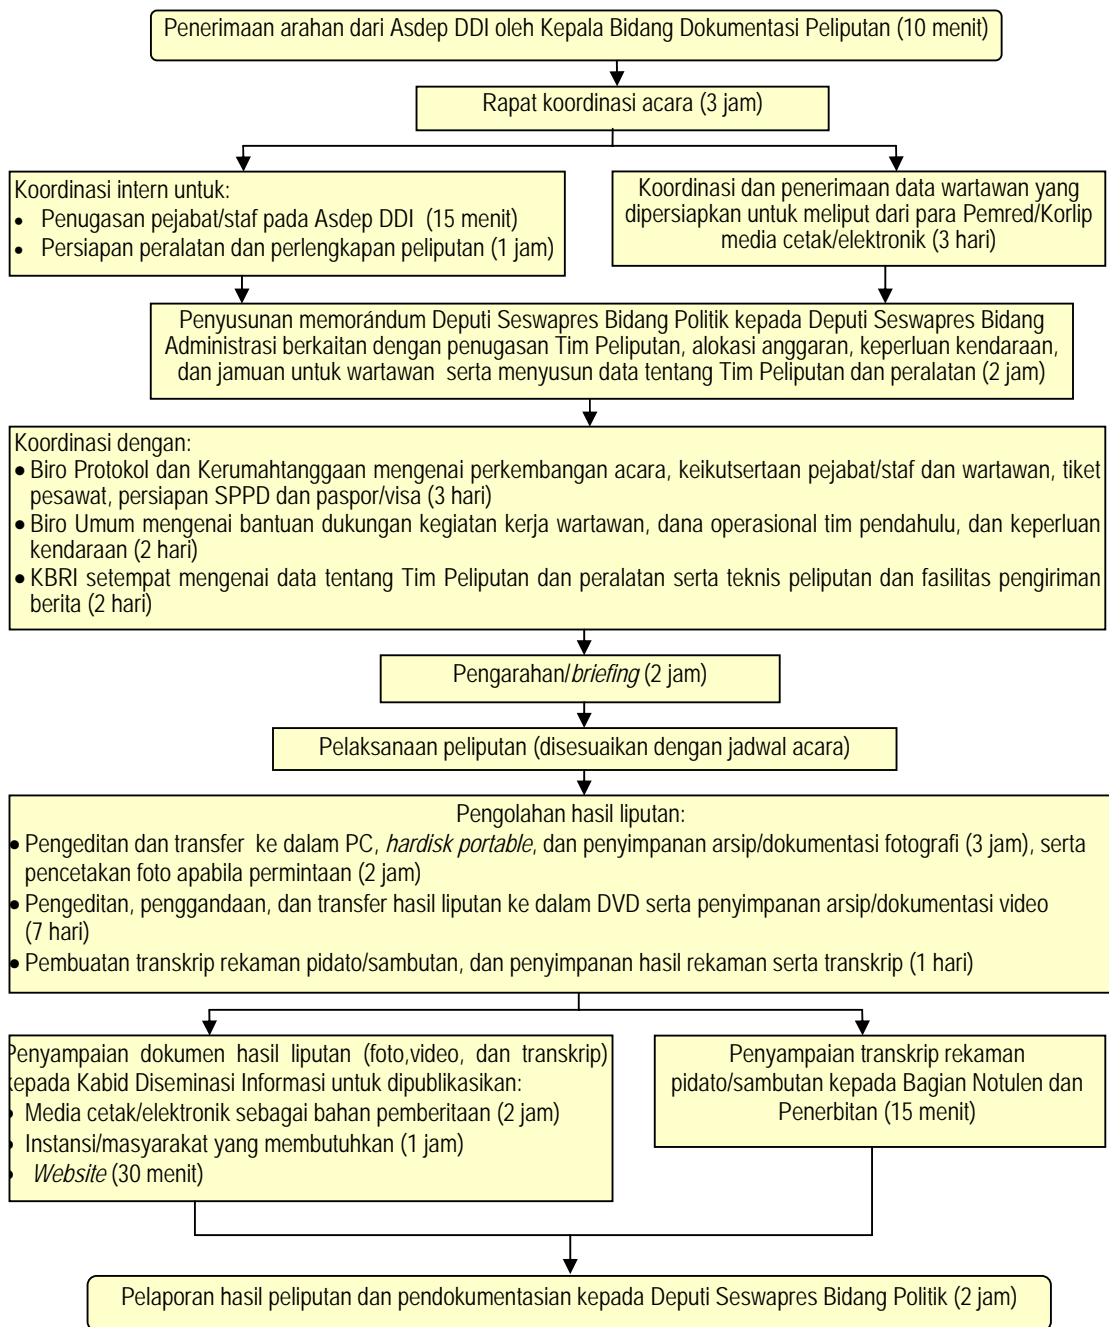 Penerimaan arahan dari Asdep DDI oleh Kepala Bidang Dokumentasi Peliputan (10 menit)
Rapat koordinasi acara (3 jam)
Koordinasi intern untuk:
• Penugasan pejabat/staf pada Asdep DDI (15 menit)
• Persiapan peralatan dan perlengkapan peliputan (1 jam)
Koordinasi dan penerimaan data wartawan yang
dipersiapkan untuk meliput dari para Pemred/Korlip
media cetak/elektronik (3 hari)
Penyusunan memorándum Deputi Seswapres Bidang Politik kepada Deputi Seswapres Bidang
Administrasi berkaitan dengan penugasan Tim Peliputan, alokasi anggaran, keperluan kendaraan,
dan jamuan untuk wartawan serta menyusun data tentang Tim Peliputan dan peralatan (2 jam)
Koordinasi dengan:
• Biro Protokol dan Kerumahtanggaan mengenai perkembangan acara, keikutsertaan pejabat/staf dan wartawan, tiket
pesawat, persiapan SPPD dan paspor/visa (3 hari)
• Biro Umum mengenai bantuan dukungan kegiatan kerja wartawan, dana operasional tim pendahulu, dan keperluan
kendaraan (2 hari)
• KBRI setempat mengenai data tentang Tim Peliputan dan peralatan serta teknis peliputan dan fasilitas pengiriman
berita (2 hari)
Pengarahan/briefing (2 jam)
Pelaksanaan peliputan (disesuaikan dengan jadwal acara)
Pengolahan hasil liputan:
• Pengeditan dan transfer ke dalam PC, hardisk portable, dan penyimpanan arsip/dokumentasi fotografi (3 jam), serta
pencetakan foto apabila permintaan (2 jam)
• Pengeditan, penggandaan, dan transfer hasil liputan ke dalam DVD serta penyimpanan arsip/dokumentasi video
(7 hari)
• Pembuatan transkrip rekaman pidato/sambutan, dan penyimpanan hasil rekaman serta transkrip (1 hari)
Penyampaian dokumen hasil liputan (foto,video, dan transkrip)
kepada Kabid Diseminasi Informasi untuk dipublikasikan:
• Media cetak/elektronik sebagai bahan pemberitaan (2 jam)
• Instansi/masyarakat yang membutuhkan (1 jam)
• Website (30 menit)
Penyampaian transkrip rekaman
pidato/sambutan kepada Bagian Notulen dan
Penerbitan (15 menit)
Pelaporan hasil peliputan dan pendokumentasian kepada Deputi Seswapres Bidang Politik (2 jam)